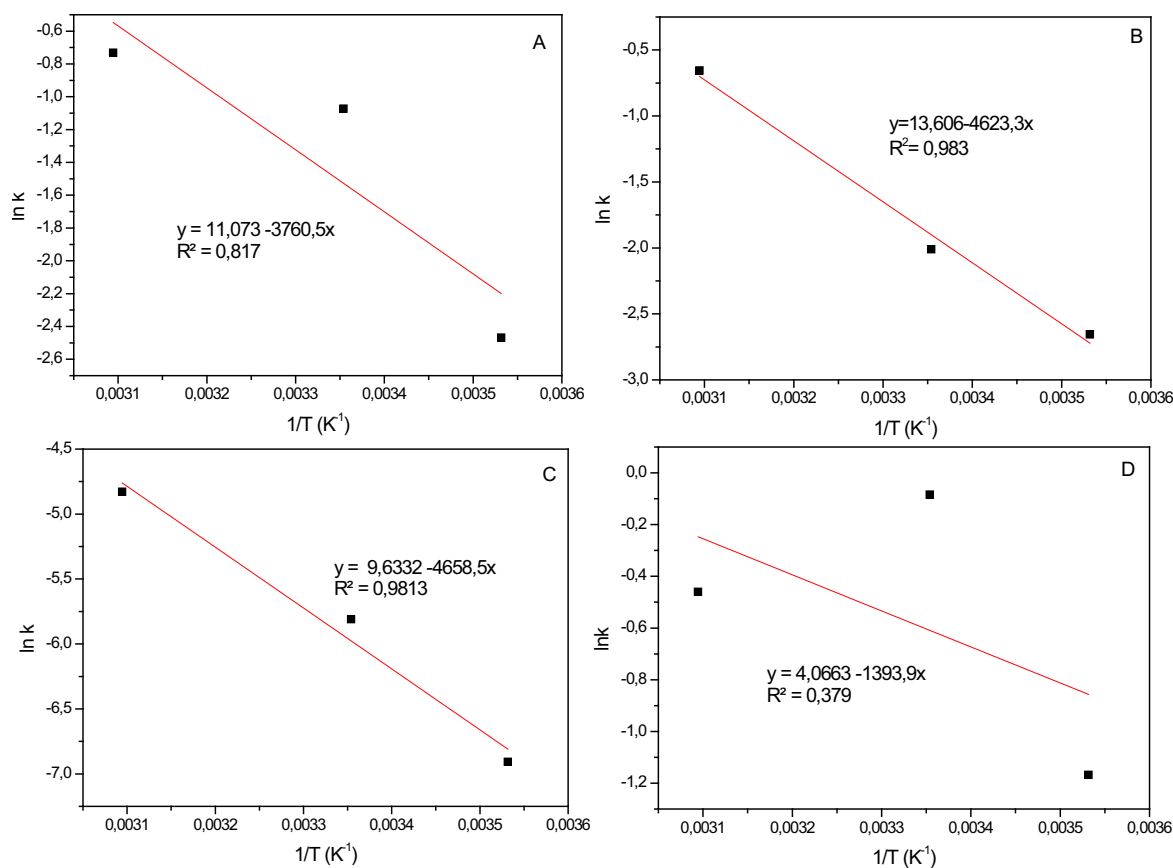 A
-0,6
-0,8
-1,0
-1,2
-1,4
-1,6
-1,8
-2,0
-2,2
-2,4
-2,6
ln k
y = 11,073 -3760,5x
R² = 0,817
0,0031
0,0032
0,0033
0,0034
0,0035
0,0036
1/T (K⁻¹)
B
-0,5
-1,0
-1,5
-2,0
-2,5
-3,0
ln k
y=13,606-4623,3x
R²= 0,983
0,0031
0,0032
0,0033
0,0034
0,0035
0,0036
1/T (K⁻¹)
C
-4,5
-5,0
-5,5
-6,0
-6,5
-7,0
ln k
y = 9,6332 -4658,5x
R² = 0,9813
0,0031
0,0032
0,0033
0,0034
0,0035
0,0036
1/T (K⁻¹)
D
0,0
-0,2
-0,4
-0,6
-0,8
-1,0
-1,2
lnk
y = 4,0663 -1393,9x
R² = 0,379
0,0031
0,0032
0,0033
0,0034
0,0035
0,0036
1/T (K⁻¹)